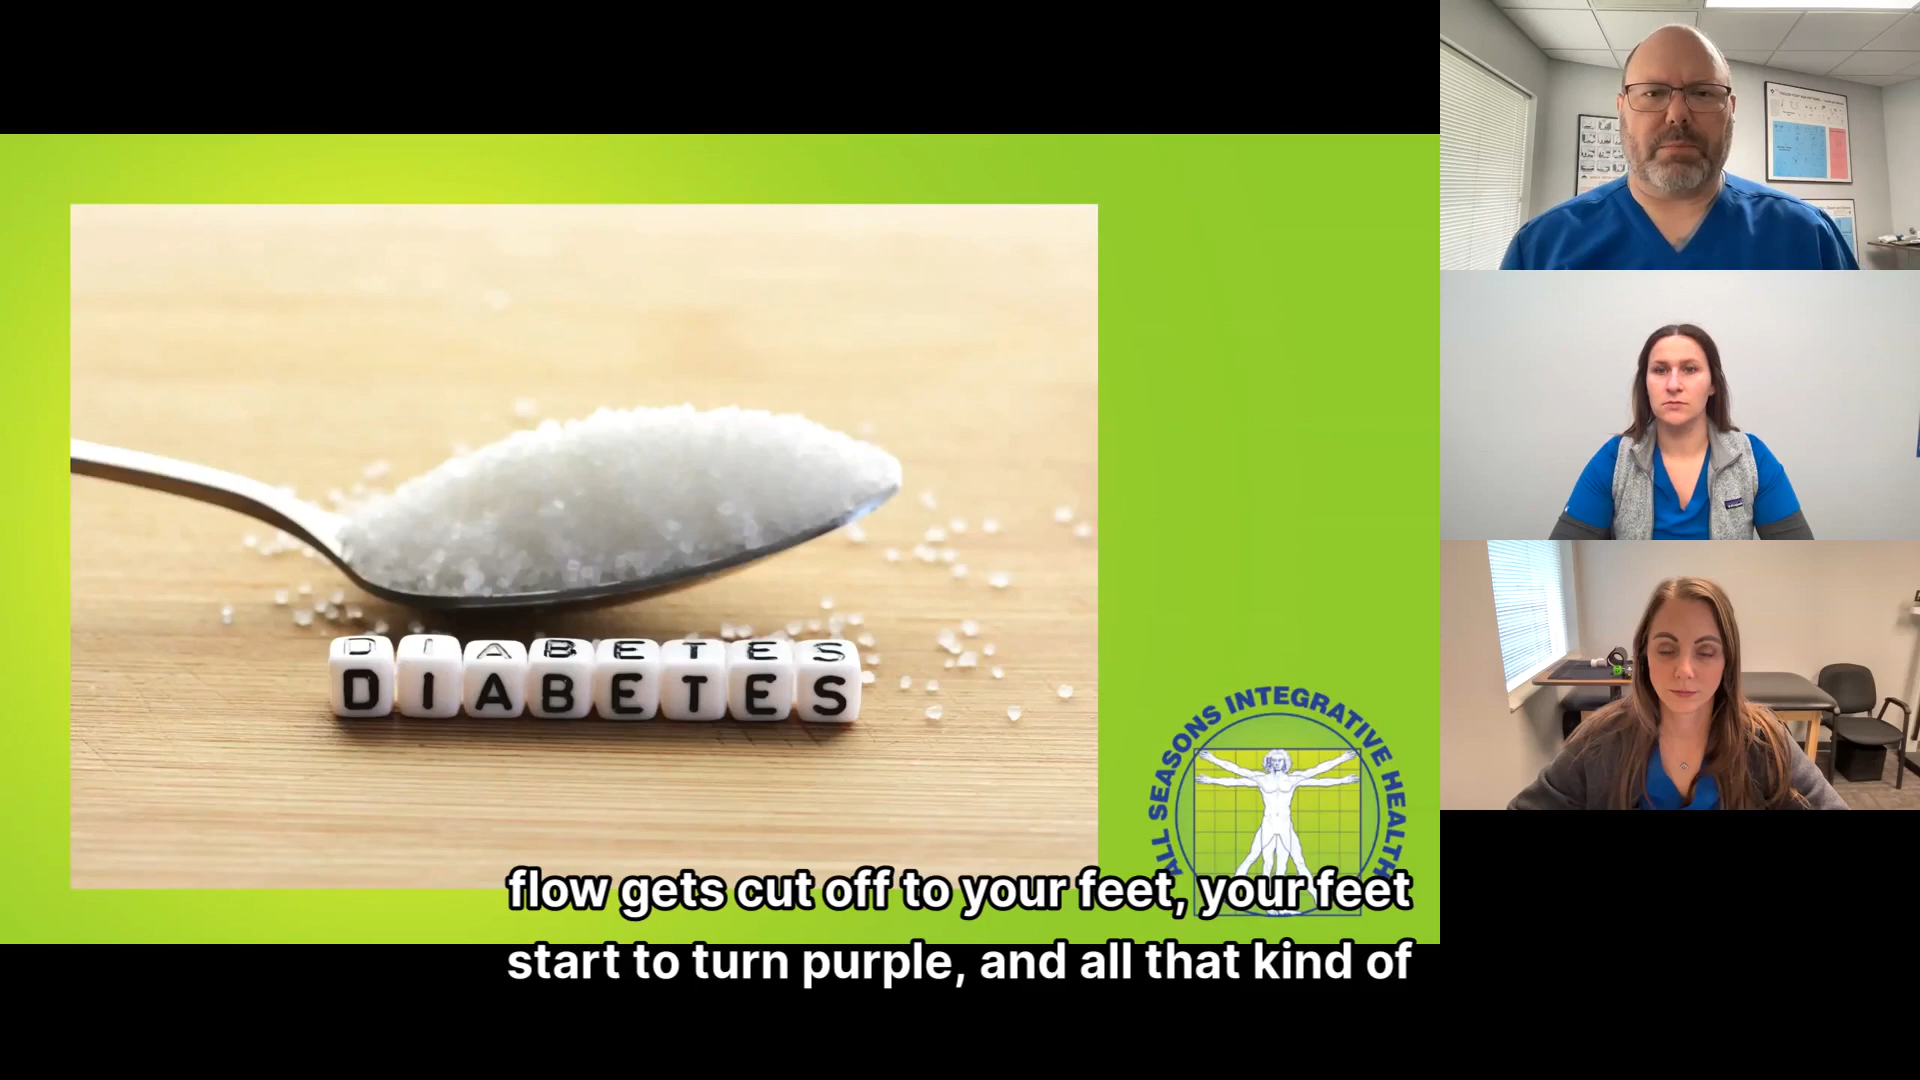 DIABETES
ALL SEASONS INTEGRATIVE HEALTH
flow gets cut off to your feet, your feet
start to turn purple, and all that kind of